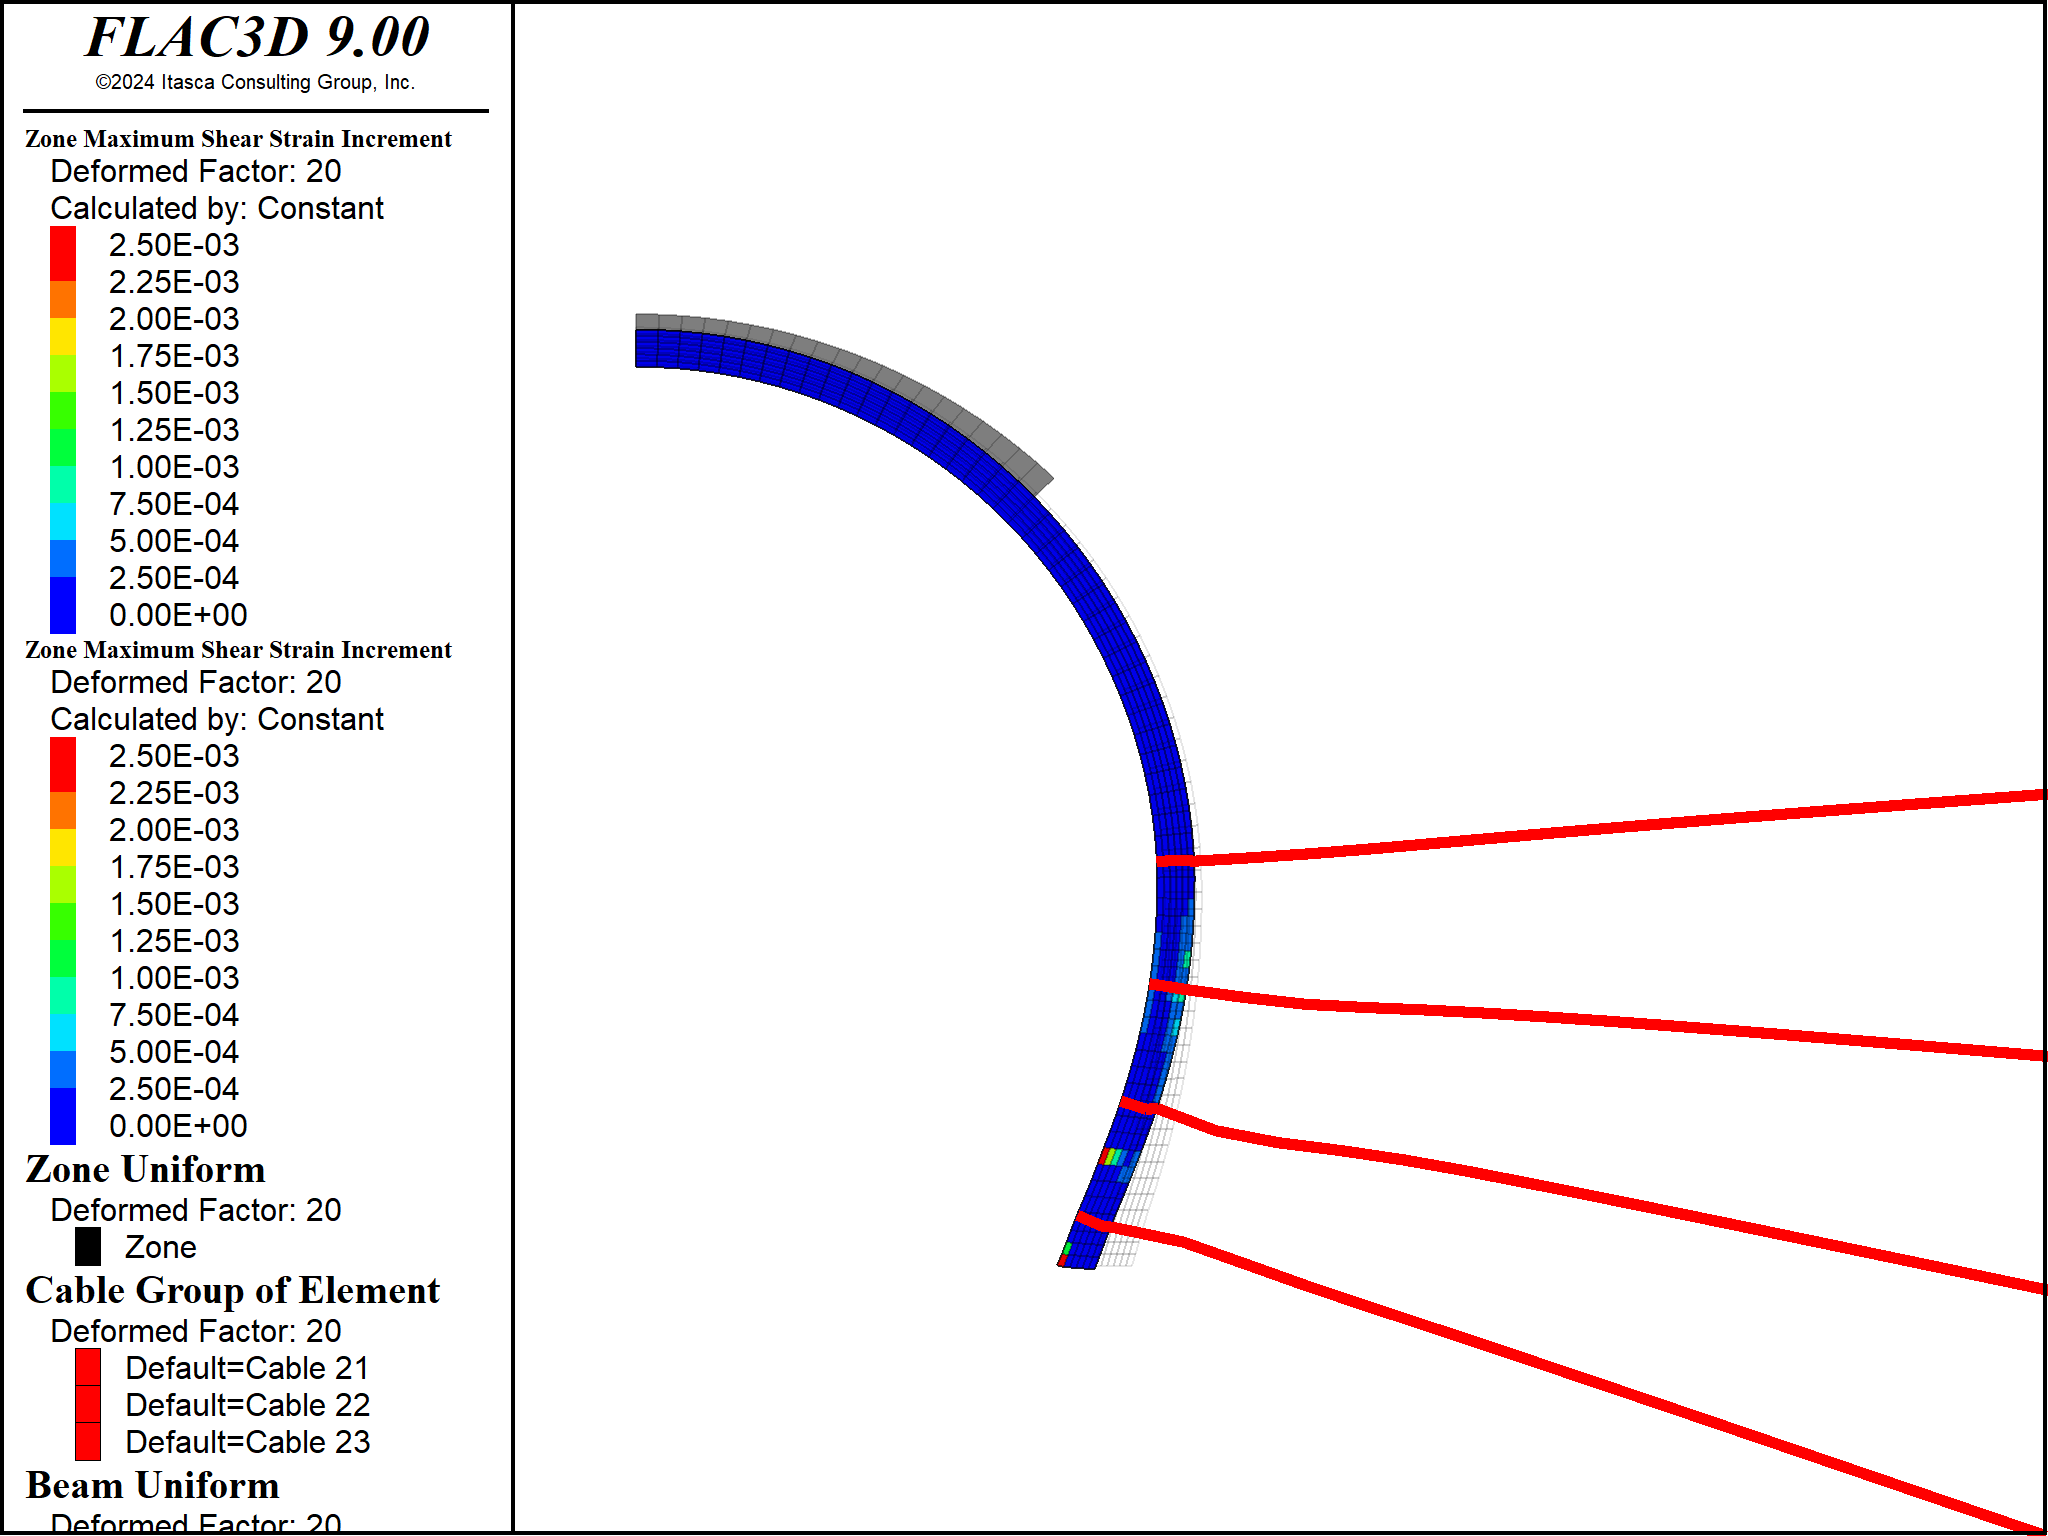 FLAC3D 9.00
©2024 Itasca Consulting Group, Inc.
Zone Maximum Shear Strain Increment
Deformed Factor: 20
Calculated by: Constant
2.50E-03
2.25E-03
2.00E-03
1.75E-03
1.50E-03
1.25E-03
1.00E-03
7.50E-04
5.00E-04
2.50E-04
0.00E+00
Zone Maximum Shear Strain Increment
Deformed Factor: 20
Calculated by: Constant
2.50E-03
2.25E-03
2.00E-03
1.75E-03
1.50E-03
1.25E-03
1.00E-03
7.50E-04
5.00E-04
2.50E-04
0.00E+00
Zone Uniform
Deformed Factor: 20
Zone
Cable Group of Element
Deformed Factor: 20
Default=Cable 21
Default=Cable 22
Default=Cable 23
Beam Uniform
Deformed Factor: 20